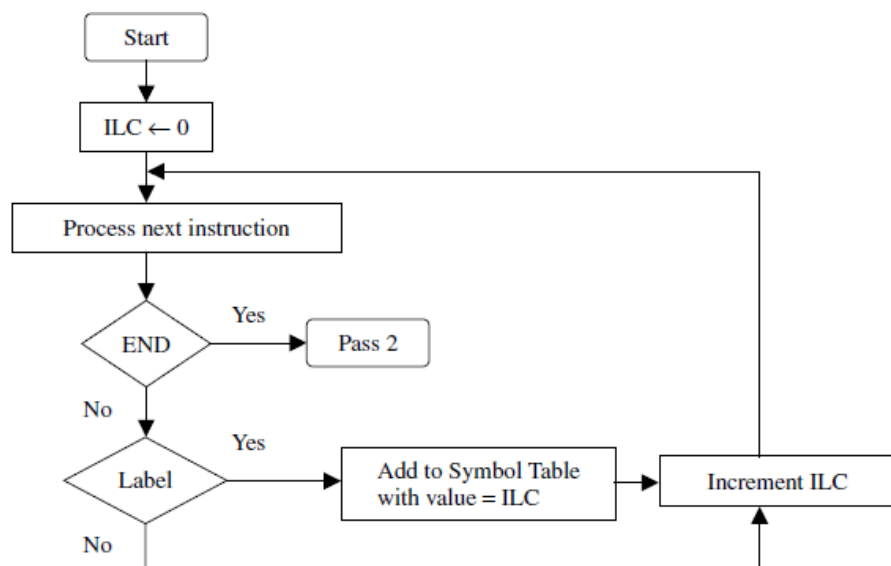 Start
ILC ← 0
Process next instruction
END
Yes
Pass 2
No
Label
Yes
Add to Symbol Table
with value = ILC
Increment ILC
No